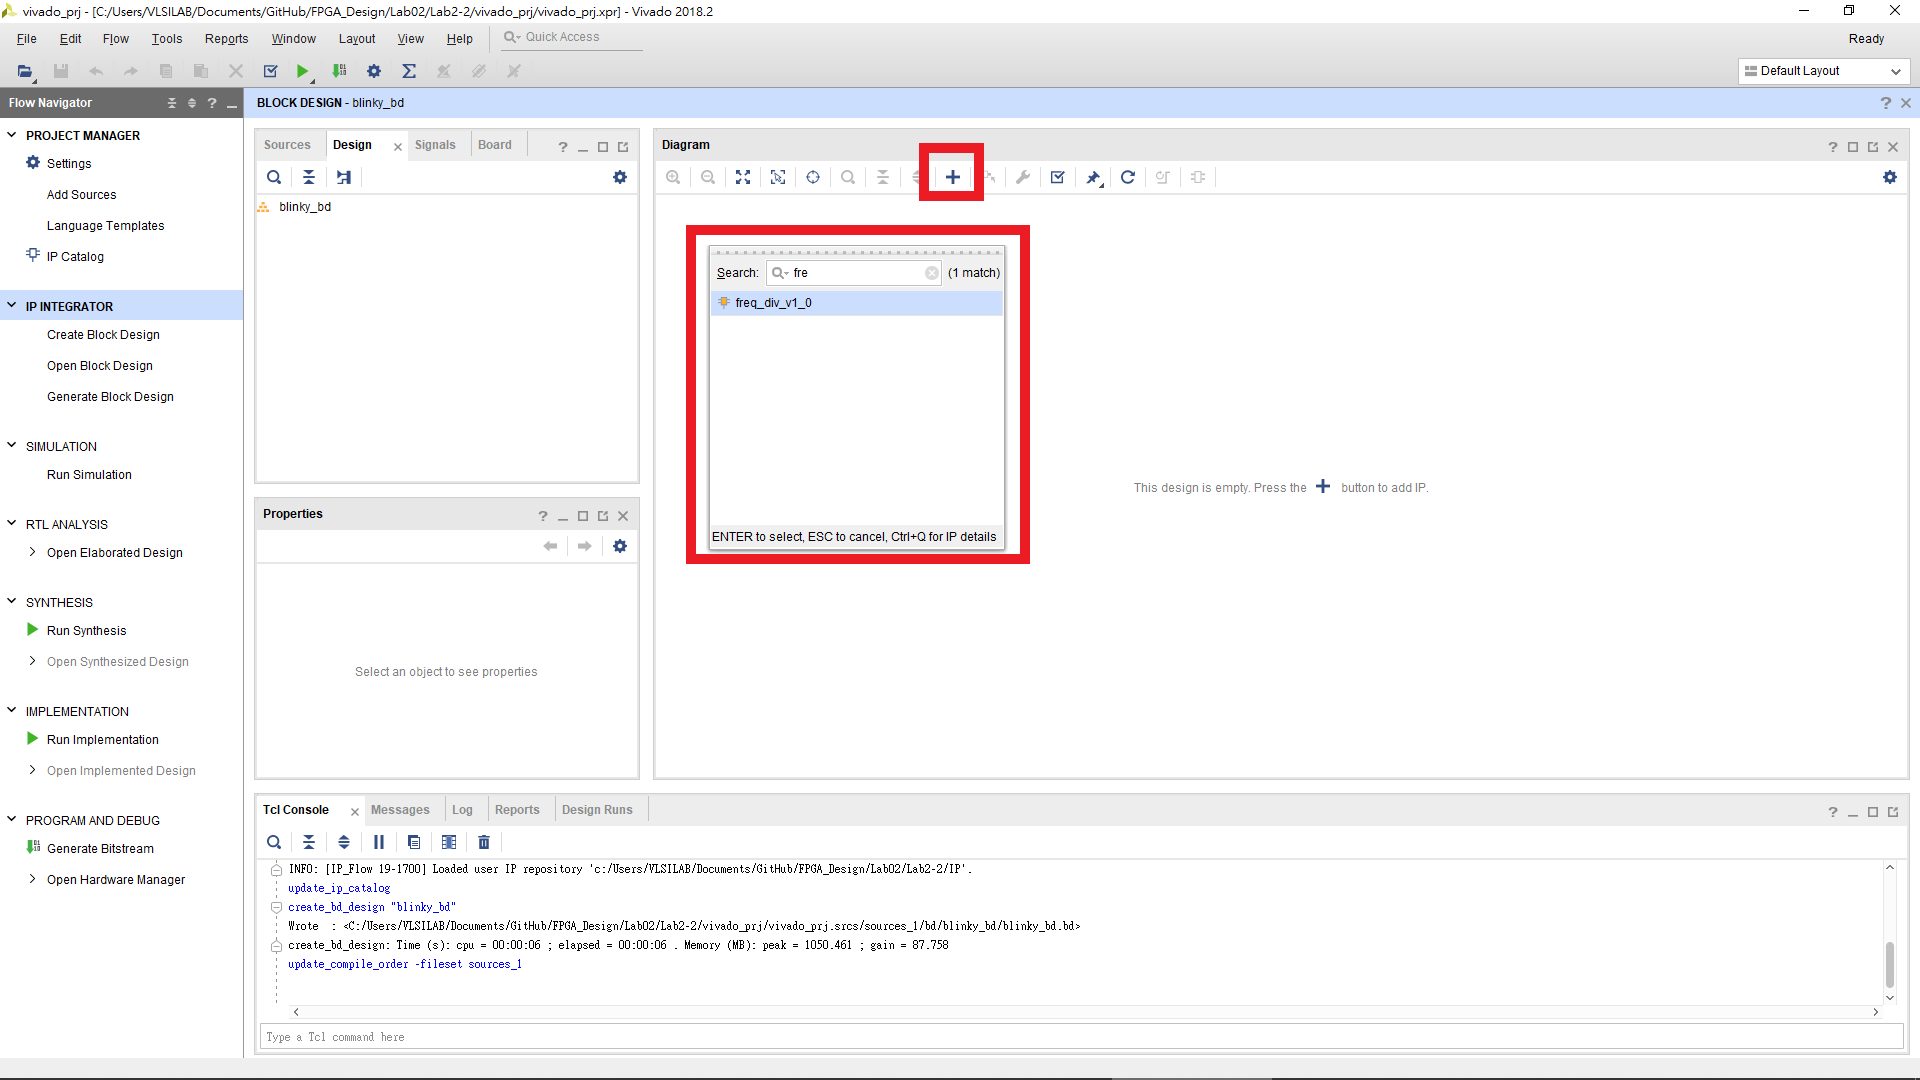 vivado_prj - [C:/Users/VLSILAB/Documents/GitHub/FPGA_Design/Lab02/Lab2-2/vivado_prj/vivado_prj.xpr] - Vivado 2018.2
File Edit Flow Tools Reports Window Layout View Help Quick Access Ready
Default Layout
Flow Navigator
BLOCK DESIGN - blinky_bd
PROJECT MANAGER
Settings
Add Sources
Language Templates
IP Catalog
IP INTEGRATOR
Create Block Design
Open Block Design
Generate Block Design
SIMULATION
Run Simulation
RTL ANALYSIS
Open Elaborated Design
SYNTHESIS
Run Synthesis
Open Synthesized Design
IMPLEMENTATION
Run Implementation
Open Implemented Design
PROGRAM AND DEBUG
Generate Bitstream
Open Hardware Manager
Sources Design Signals Board
blinky_bd
Properties
Select an object to see properties
Diagram
Search: fre (1 match)
freq_div_v1_0
ENTER to select, ESC to cancel, Ctrl+Q for IP details
This design is empty. Press the + button to add IP.
Tcl Console Messages Log Reports Design Runs
INFO: [IP_Flow 19-1700] Loaded user IP repository 'c:/Users/VLSILAB/Documents/GitHub/FPGA_Design/Lab02/Lab2-2/IP'.
update_ip_catalog
create_bd_design "blinky_bd"
Wrote : <C:/Users/VLSILAB/Documents/GitHub/FPGA_Design/Lab02/Lab2-2/vivado_prj/vivado_prj.srcs/sources_1/bd/blinky_bd/blinky_bd.bd>
create_bd_design: Time (s): cpu = 00:00:06 ; elapsed = 00:00:06 . Memory (MB): peak = 1050.461 ; gain = 87.758
update_compile_order -fileset sources_1
Type a Tcl command here